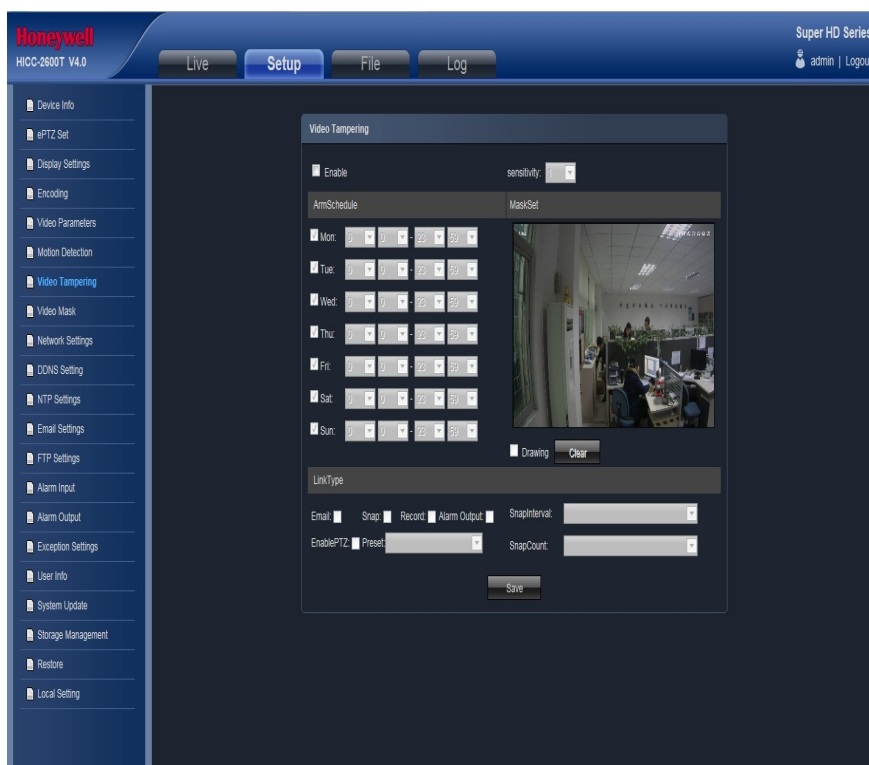 Honeywell
HICC-2600T V4.0
Live
Setup
File
Log
Super HD Series
admin | Logou
Device Info
ePTZ Set
Display Settings
Encoding
Video Parameters
Motion Detection
Video Tampering
Video Mask
Network Settings
DDNS Setting
NTP Settings
Email Settings
FTP Settings
Alarm Input
Alarm Output
Exception Settings
User Info
System Update
Storage Management
Restore
Local Setting
Video Tampering
Enable
sensitivity: 1
ArmSchedule
MaskSet
Mon: 0 0 - 23 59
Tue: 0 0 - 23 59
Wed: 0 0 - 23 59
Thu: 0 0 - 23 59
Fri: 0 0 - 23 59
Sat: 0 0 - 23 59
Sun: 0 0 - 23 59
Drawing Clear
LinkType
Email: Snap: Record: Alarm Output:
EnablePTZ: Preset:
SnapInterval:
SnapCount:
Save